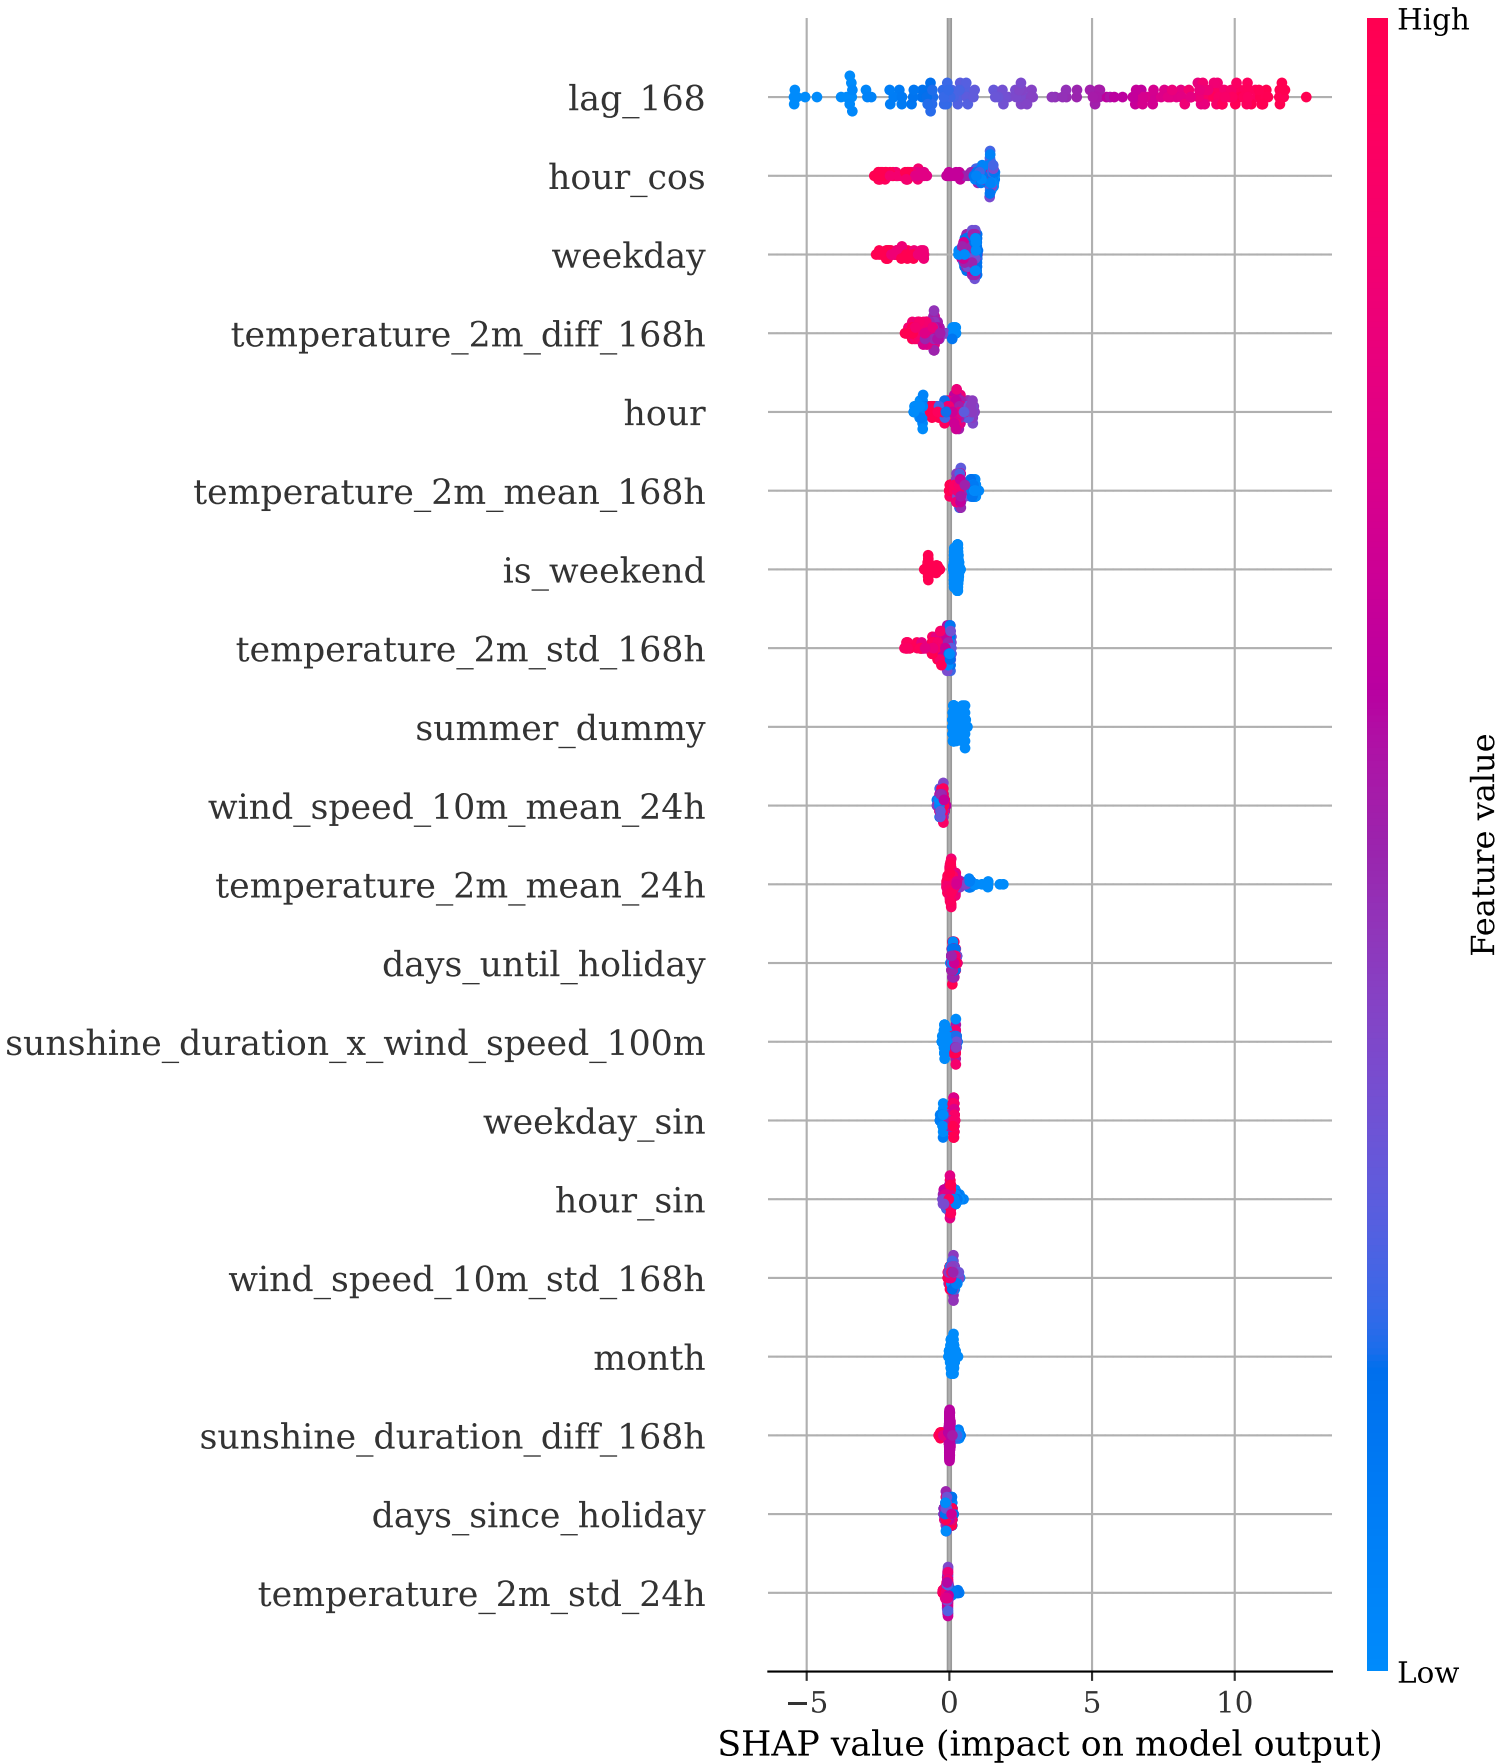 High
lag_168
hour_cos
weekday
temperature_2m_diff_168h
hour
temperature_2m_mean_168h
is_weekend
temperature_2m_std_168h
summer_dummy
wind_speed_10m_mean_24h
temperature_2m_mean_24h
days_until_holiday
sunshine_duration_x_wind_speed_100m
weekday_sin
hour_sin
wind_speed_10m_std_168h
month
sunshine_duration_diff_168h
days_since_holiday
temperature_2m_std_24h
Feature value
Low
−5 0 5 10
SHAP value (impact on model output)